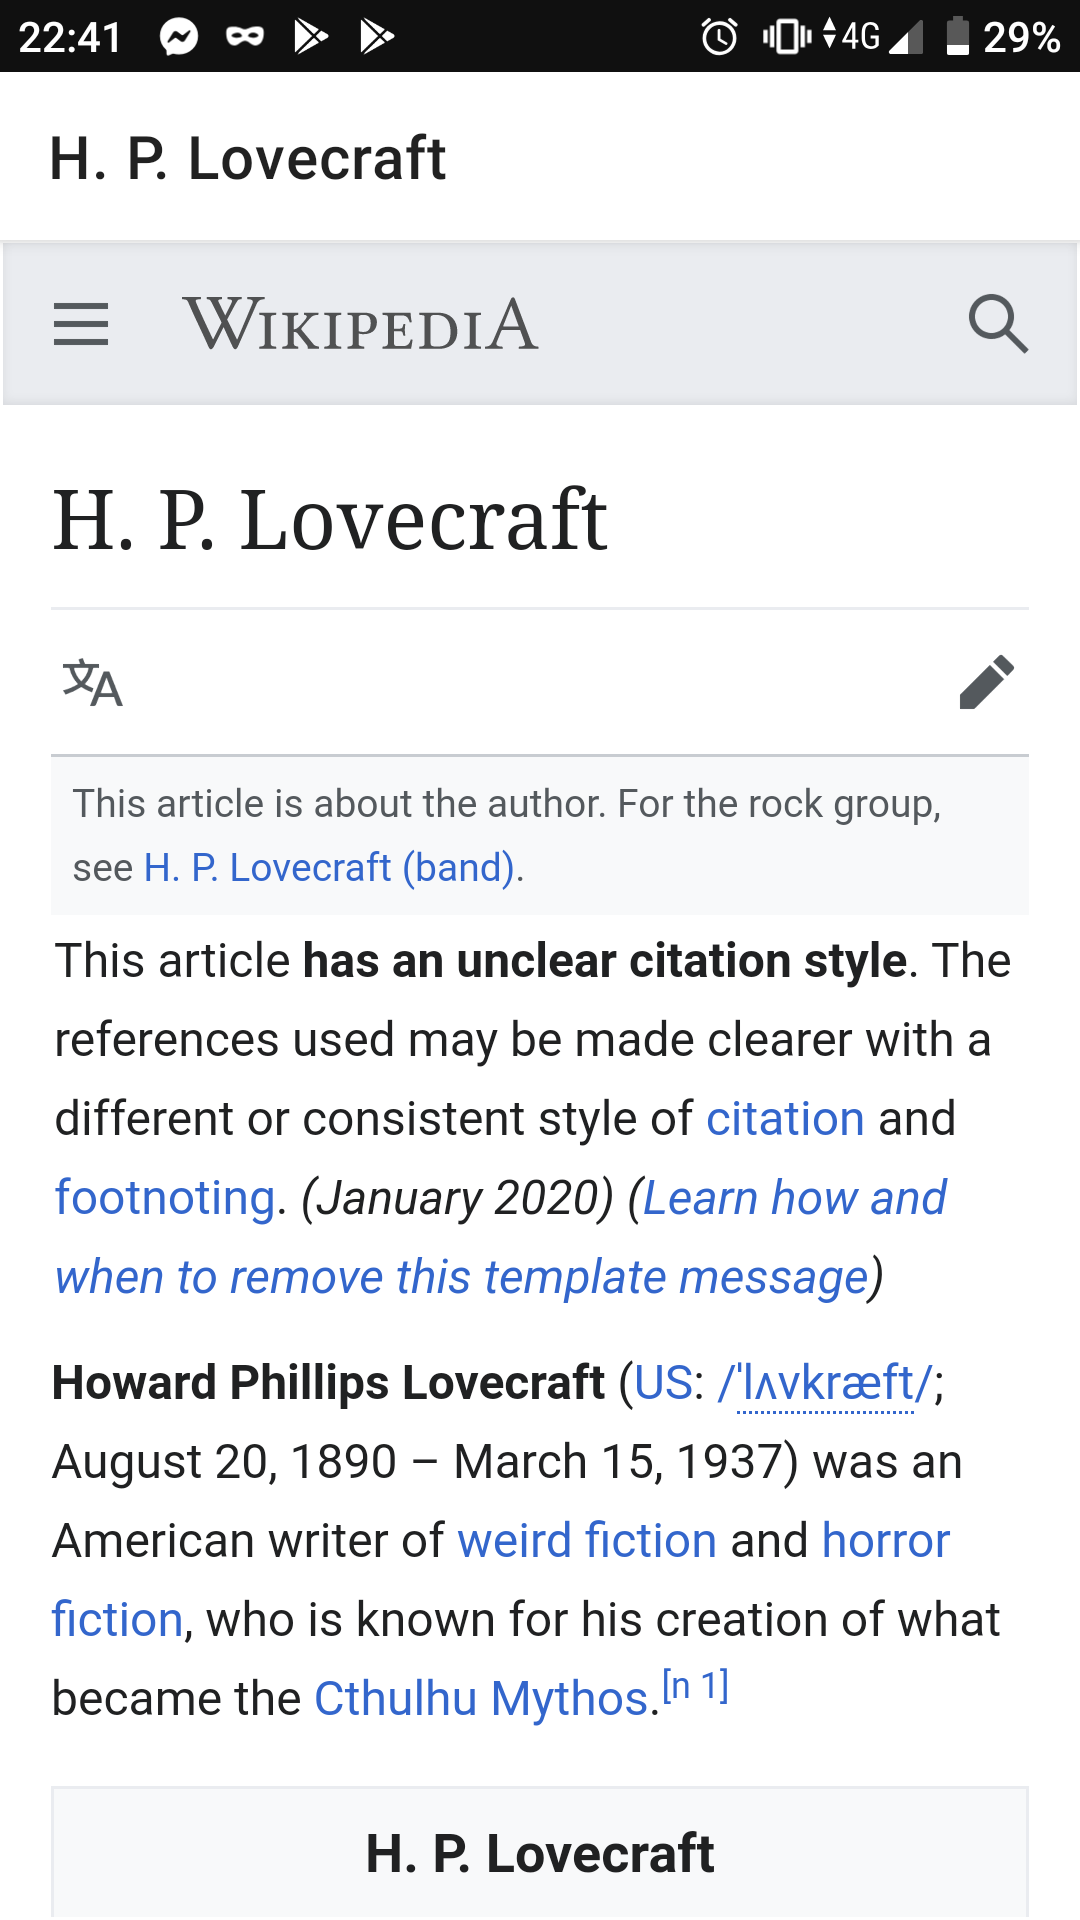 22:41 4G 29%
H. P. Lovecraft
WIKIPEDIA
H. P. Lovecraft
文A
This article is about the author. For the rock group,
see H. P. Lovecraft (band).
This article has an unclear citation style. The
references used may be made clearer with a
different or consistent style of citation and
footnoting. (January 2020) (Learn how and
when to remove this template message)
Howard Phillips Lovecraft (US: /ˈlʌvkræft/;
August 20, 1890 – March 15, 1937) was an
American writer of weird fiction and horror
fiction, who is known for his creation of what
became the Cthulhu Mythos.[n 1]
H. P. Lovecraft